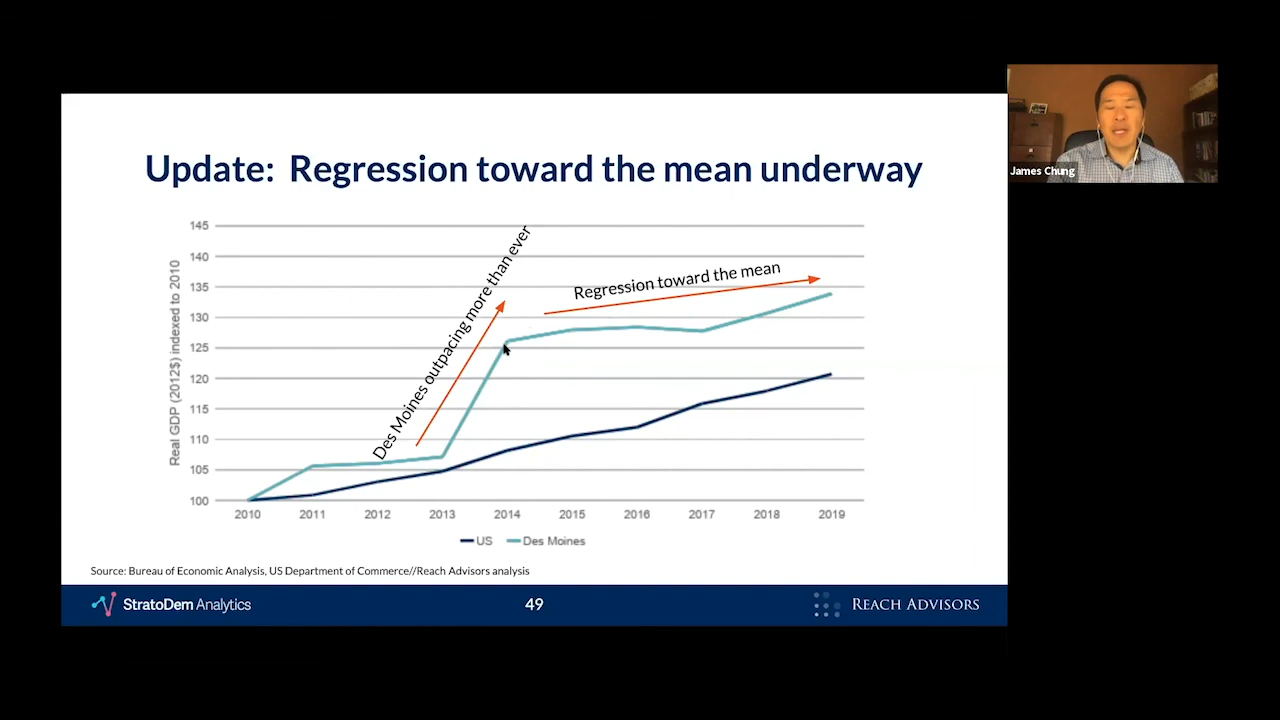 James Chung
Update:  Regression toward the mean underway
Real GDP (2012$) indexed to 2010
145
140
135
130
125
120
115
110
105
100
Des Moines outpacing more than ever
Regression toward the mean
2010 2011 2012 2013 2014 2015 2016 2017 2018 2019
US Des Moines
Source: Bureau of Economic Analysis, US Department of Commerce//Reach Advisors analysis
StratoDem Analytics 49 REACH ADVISORS